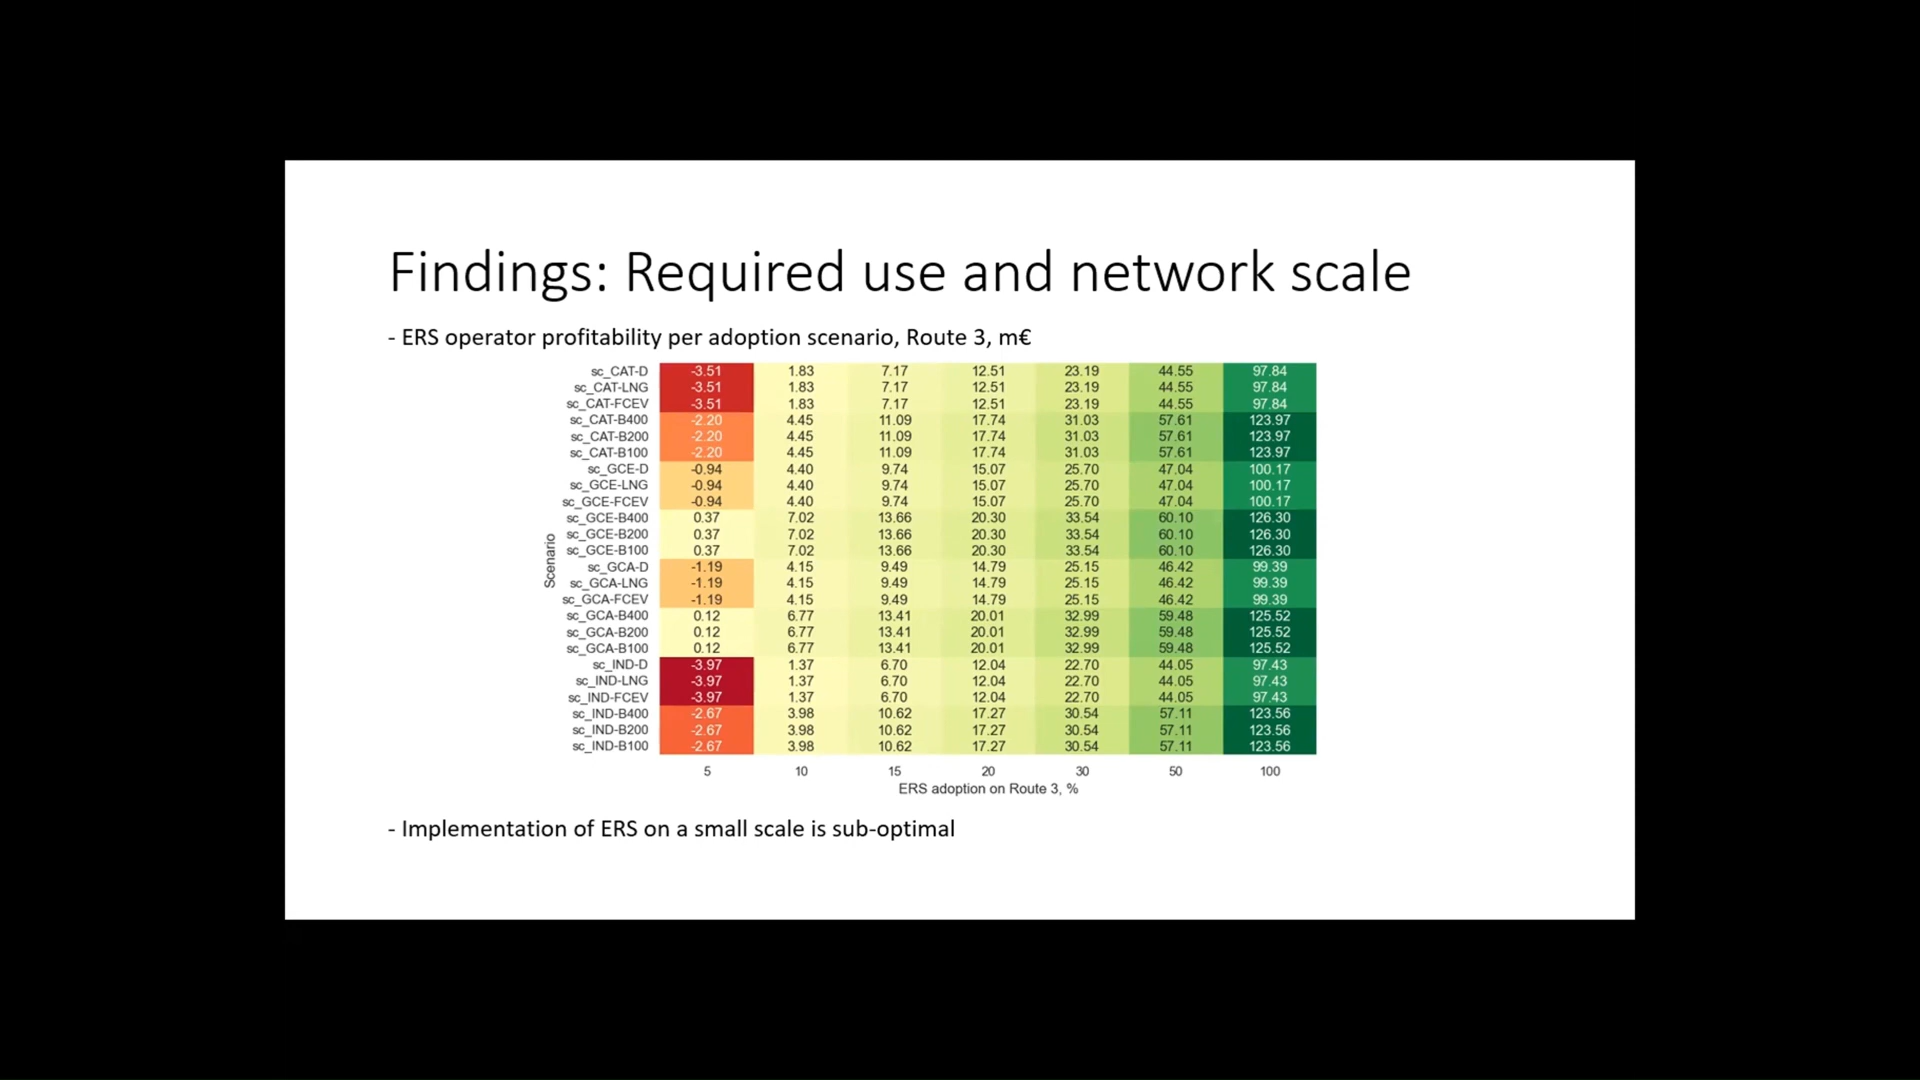 Findings: Required use and network scale
- ERS operator profitability per adoption scenario, Route 3, m€
sc_CAT-D -3.51 1.83 7.17 12.51 23.19 44.55 97.84
sc_CAT-LNG -3.51 1.83 7.17 12.51 23.19 44.55 97.84
sc_CAT-FCEV -3.51 1.83 7.17 12.51 23.19 44.55 97.84
sc_CAT-B400 -2.20 4.45 11.09 17.74 31.03 57.61 123.97
sc_CAT-B200 -2.20 4.45 11.09 17.74 31.03 57.61 123.97
sc_CAT-B100 -2.20 4.45 11.09 17.74 31.03 57.61 123.97
sc_GCE-D -0.94 4.40 9.74 15.07 25.70 47.04 100.17
sc_GCE-LNG -0.94 4.40 9.74 15.07 25.70 47.04 100.17
sc_GCE-FCEV -0.94 4.40 9.74 15.07 25.70 47.04 100.17
sc_GCE-B400 0.37 7.02 13.66 20.30 33.54 60.10 126.30
sc_GCE-B200 0.37 7.02 13.66 20.30 33.54 60.10 126.30
sc_GCE-B100 0.37 7.02 13.66 20.30 33.54 60.10 126.30
Scenario
sc_GCA-D -1.19 4.15 9.49 14.79 25.15 46.42 99.39
sc_GCA-LNG -1.19 4.15 9.49 14.79 25.15 46.42 99.39
sc_GCA-FCEV -1.19 4.15 9.49 14.79 25.15 46.42 99.39
sc_GCA-B400 0.12 6.77 13.41 20.01 32.99 59.48 125.52
sc_GCA-B200 0.12 6.77 13.41 20.01 32.99 59.48 125.52
sc_GCA-B100 0.12 6.77 13.41 20.01 32.99 59.48 125.52
sc_IND-D -3.97 1.37 6.70 12.04 22.70 44.05 97.43
sc_IND-LNG -3.97 1.37 6.70 12.04 22.70 44.05 97.43
sc_IND-FCEV -3.97 1.37 6.70 12.04 22.70 44.05 97.43
sc_IND-B400 -2.67 3.98 10.62 17.27 30.54 57.11 123.56
sc_IND-B200 -2.67 3.98 10.62 17.27 30.54 57.11 123.56
sc_IND-B100 -2.67 3.98 10.62 17.27 30.54 57.11 123.56
5 10 15 20 30 50 100
ERS adoption on Route 3, %
- Implementation of ERS on a small scale is sub-optimal